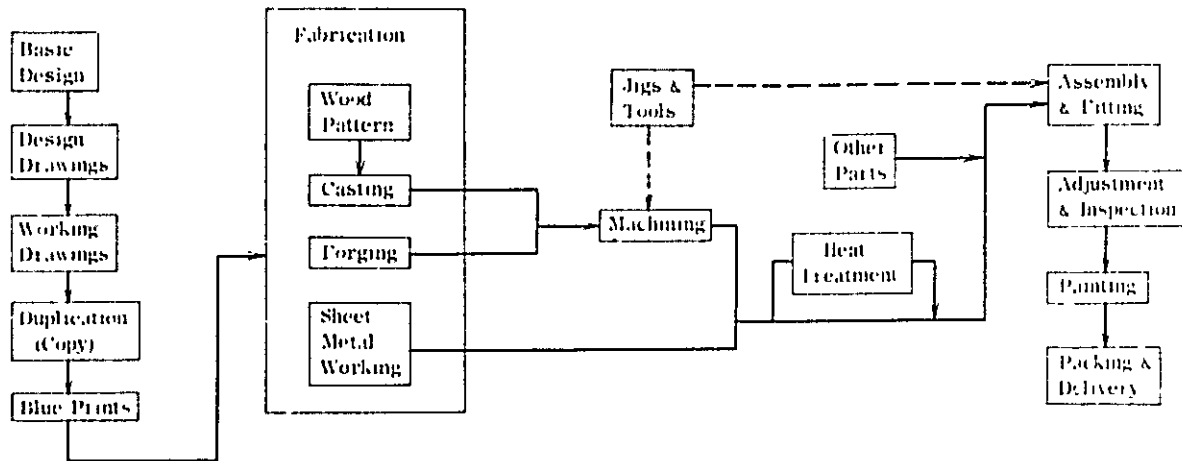 Basic
Design
Design
Drawings
Working
Drawings
Duplication
(Copy)
Blue Prints
Fabrication
Wood
Pattern
Casting
Forging
Sheet
Metal
Working
Jigs &
Tools
Machining
Other
Parts
Heat
Treatment
Assembly
& Fitting
Adjustment
& Inspection
Painting
Packing &
Delivery